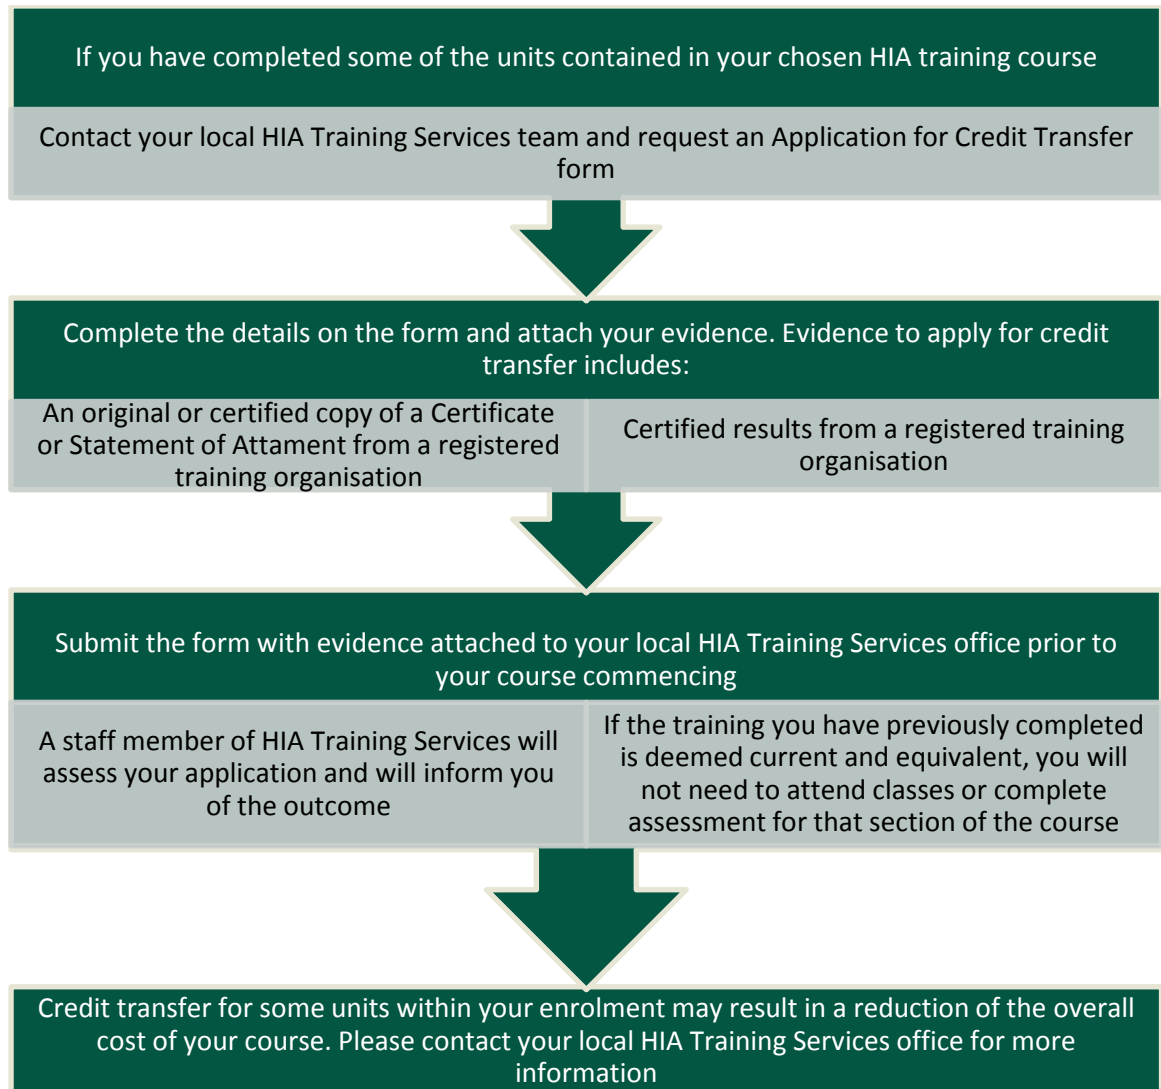 If you have completed some of the units contained in your chosen HIA training course
Contact your local HIA Training Services team and request an Application for Credit Transfer
form
Complete the details on the form and attach your evidence. Evidence to apply for credit
transfer includes:
An original or certified copy of a Certificate
or Statement of Attament from a registered
training organisation
Certified results from a registered training
organisation
Submit the form with evidence attached to your local HIA Training Services office prior to
your course commencing
A staff member of HIA Training Services will
assess your application and will inform you
of the outcome
If the training you have previously completed
is deemed current and equivalent, you will
not need to attend classes or complete
assessment for that section of the course
Credit transfer for some units within your enrolment may result in a reduction of the overall
cost of your course. Please contact your local HIA Training Services office for more
information